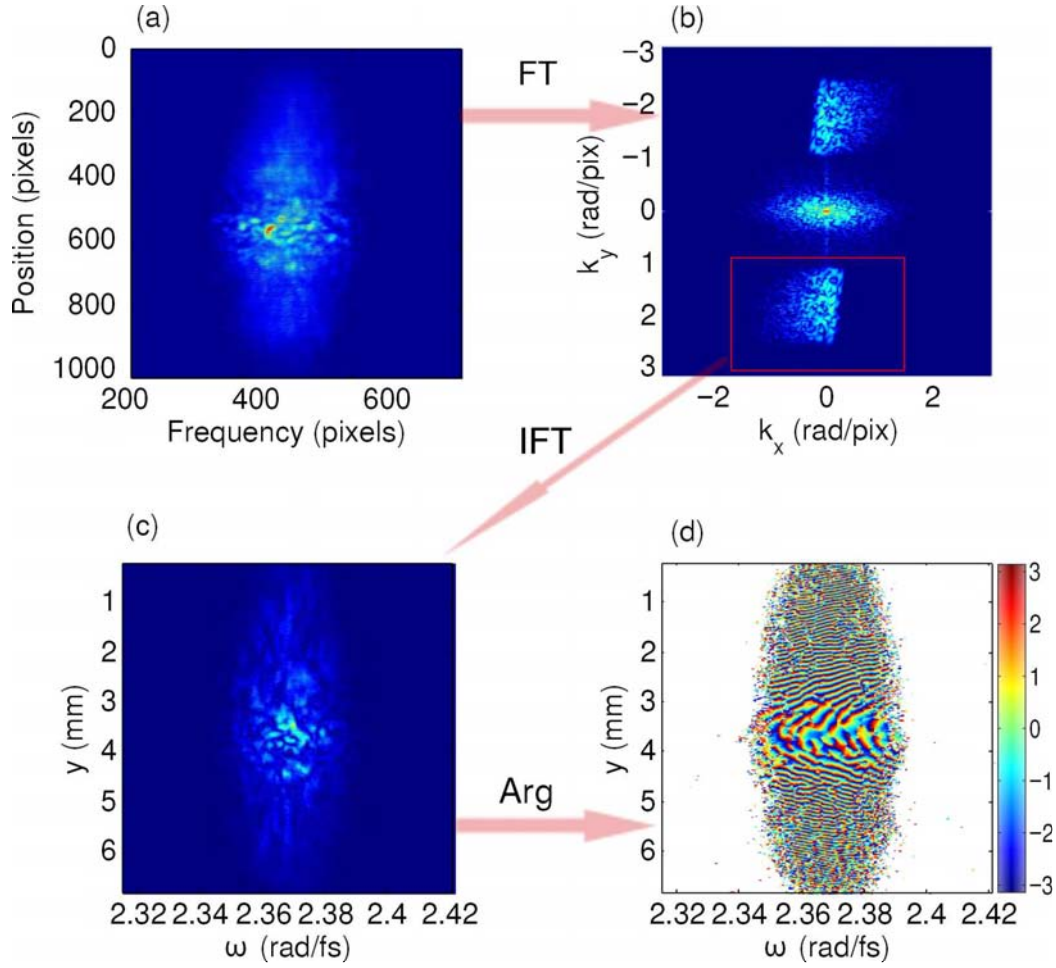 (a)
0
200
400
600
800
1000
Position (pixels)
200 400 600
Frequency (pixels)
FT
(b)
−3
−2
−1
0
1
2
3
k_y (rad/pix)
−2 0 2
k_x (rad/pix)
IFT
(c)
1
2
3
4
5
6
y (mm)
2.32 2.34 2.36 2.38 2.4 2.42
ω (rad/fs)
Arg
(d)
1
2
3
4
5
6
y (mm)
2.32 2.34 2.36 2.38 2.4 2.42
ω (rad/fs)
3
2
1
0
−1
−2
−3